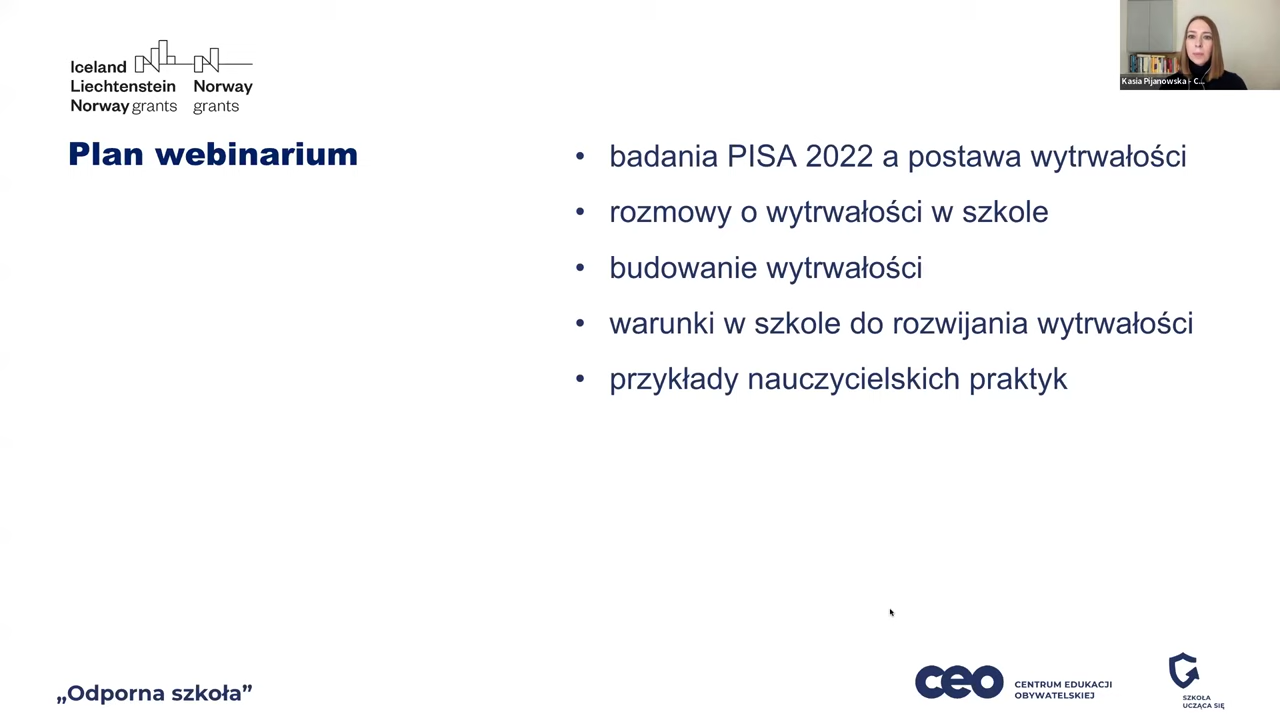 Iceland
Liechtenstein Norway
Norway grants grants
Kasia Pijanowska - C...
Plan webinarium
• badania PISA 2022 a postawa wytrwałości
• rozmowy o wytrwałości w szkole
• budowanie wytrwałości
• warunki w szkole do rozwijania wytrwałości
• przykłady nauczycielskich praktyk
„Odporna szkoła”
ceo CENTRUM EDUKACJI
OBYWATELSKIEJ
SZKOŁA
UCZĄCA SIĘ